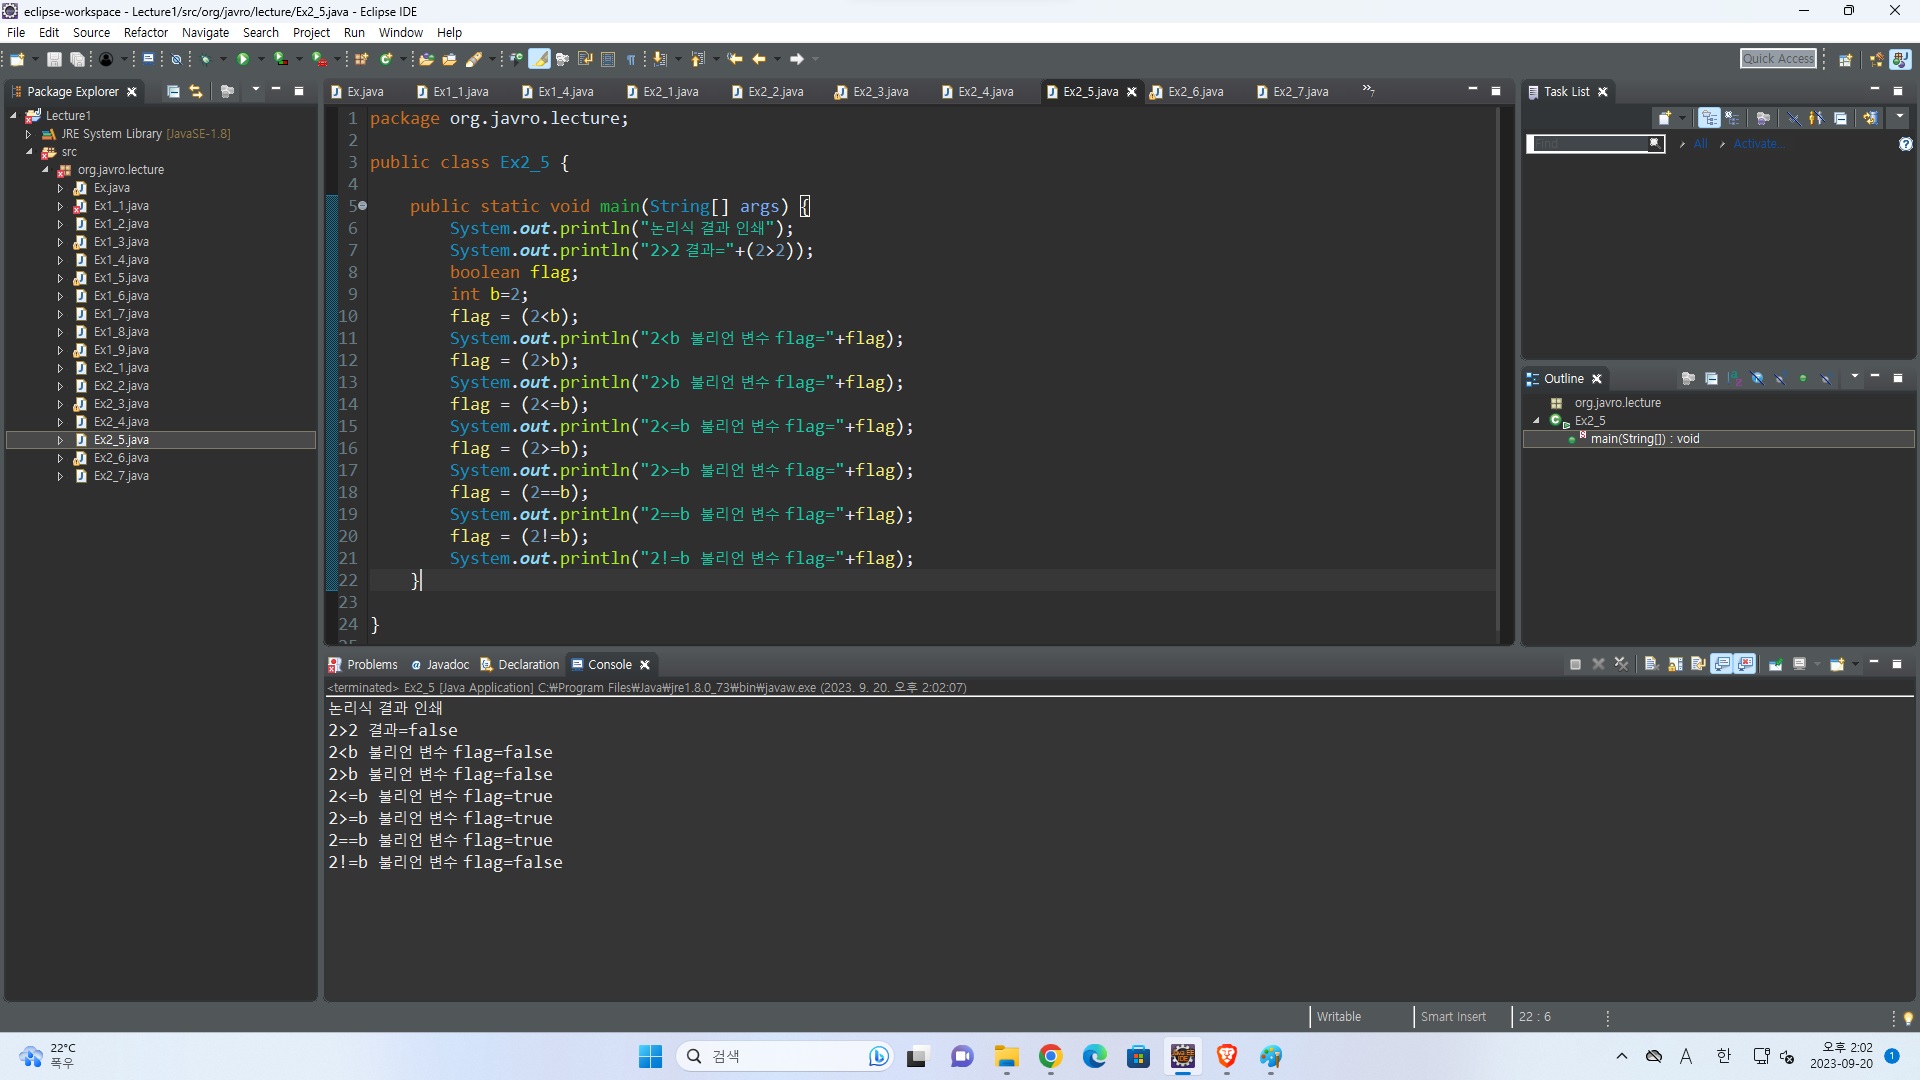 eclipse-workspace - Lecture1/src/org/javro/lecture/Ex2_5.java - Eclipse IDE
File Edit Source Refactor Navigate Search Project Run Window Help
Quick Access
Package Explorer
Lecture1
JRE System Library [JavaSE-1.8]
src
org.javro.lecture
Ex.java
Ex1_1.java
Ex1_2.java
Ex1_3.java
Ex1_4.java
Ex1_5.java
Ex1_6.java
Ex1_7.java
Ex1_8.java
Ex1_9.java
Ex2_1.java
Ex2_2.java
Ex2_3.java
Ex2_4.java
Ex2_5.java
Ex2_6.java
Ex2_7.java
Ex.java Ex1_1.java Ex1_4.java Ex2_1.java Ex2_2.java Ex2_3.java Ex2_4.java Ex2_5.java Ex2_6.java Ex2_7.java »7
1 package org.javro.lecture;
2
3 public class Ex2_5 {
4
5 public static void main(String[] args) {
6 System.out.println("논리식 결과 인쇄");
7 System.out.println("2>2 결과="+(2>2));
8 boolean flag;
9 int b=2;
10 flag = (2<b);
11 System.out.println("2<b 불리언 변수 flag="+flag);
12 flag = (2>b);
13 System.out.println("2>b 불리언 변수 flag="+flag);
14 flag = (2<=b);
15 System.out.println("2<=b 불리언 변수 flag="+flag);
16 flag = (2>=b);
17 System.out.println("2>=b 불리언 변수 flag="+flag);
18 flag = (2==b);
19 System.out.println("2==b 불리언 변수 flag="+flag);
20 flag = (2!=b);
21 System.out.println("2!=b 불리언 변수 flag="+flag);
22 }
23
24 }
25
Task List
Find All Activate...
Outline
org.javro.lecture
Ex2_5
main(String[]) : void
Problems Javadoc Declaration Console
<terminated> Ex2_5 [Java Application] C:₩Program Files₩Java₩jre1.8.0_73₩bin₩javaw.exe (2023. 9. 20. 오후 2:02:07)
논리식 결과 인쇄
2>2 결과=false
2<b 불리언 변수 flag=false
2>b 불리언 변수 flag=false
2<=b 불리언 변수 flag=true
2>=b 불리언 변수 flag=true
2==b 불리언 변수 flag=true
2!=b 불리언 변수 flag=false
Writable Smart Insert 22 : 6
22°C
폭우
검색
A 한
오후 2:02
2023-09-20
1